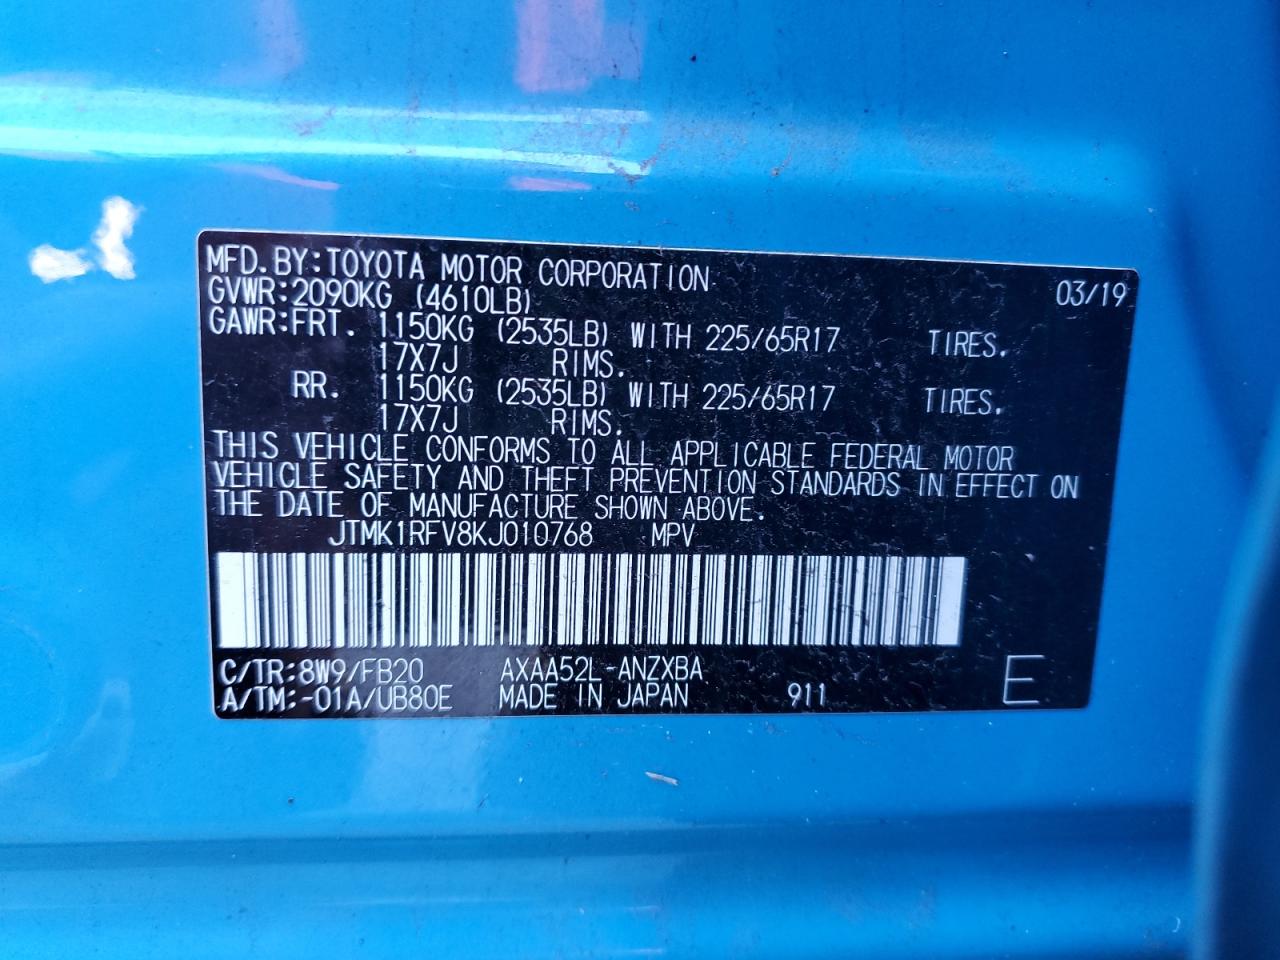 MFD.BY:TOYOTA MOTOR CORPORATION 03/19
GVWR:2090KG (4610LB)
GAWR:FRT. 1150KG (2535LB) WITH 225/65R17 TIRES.
17X7J RIMS.
RR. 1150KG (2535LB) WITH 225/65R17 TIRES.
17X7J RIMS.
THIS VEHICLE CONFORMS TO ALL APPLICABLE FEDERAL MOTOR
VEHICLE SAFETY AND THEFT PREVENTION STANDARDS IN EFFECT ON
THE DATE OF MANUFACTURE SHOWN ABOVE.
JTMK1RFV8KJ010768 MPV
C/TR:8W9/FB20 AXAA52L-ANZXBA
A/TM:-01A/UB80E MADE IN JAPAN 911 E